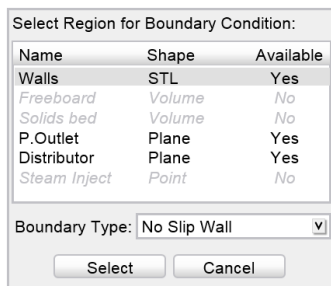 Select Region for Boundary Condition:
Name Shape Available
Walls STL Yes
Freeboard Volume No
Solids bed Volume No
P.Outlet Plane Yes
Distributor Plane Yes
Steam Inject Point No
Boundary Type: No Slip Wall
Select Cancel